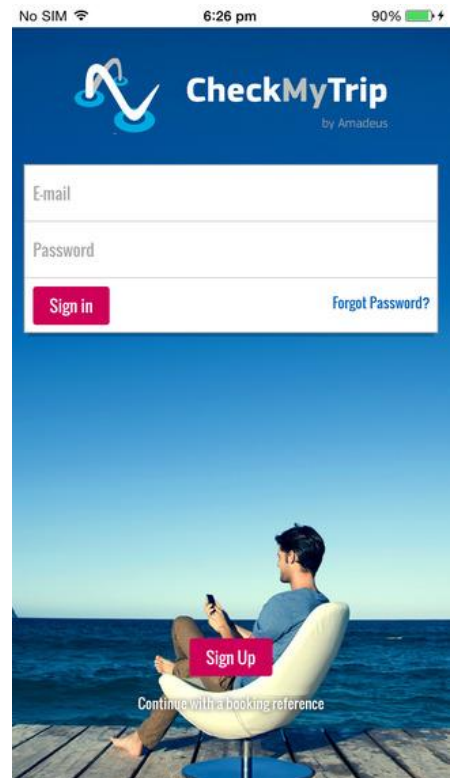 No SIM 6:26 pm 90%
CheckMyTrip
by Amadeus
E-mail
Password
Sign in Forgot Password?
Sign Up
Continue with a booking reference